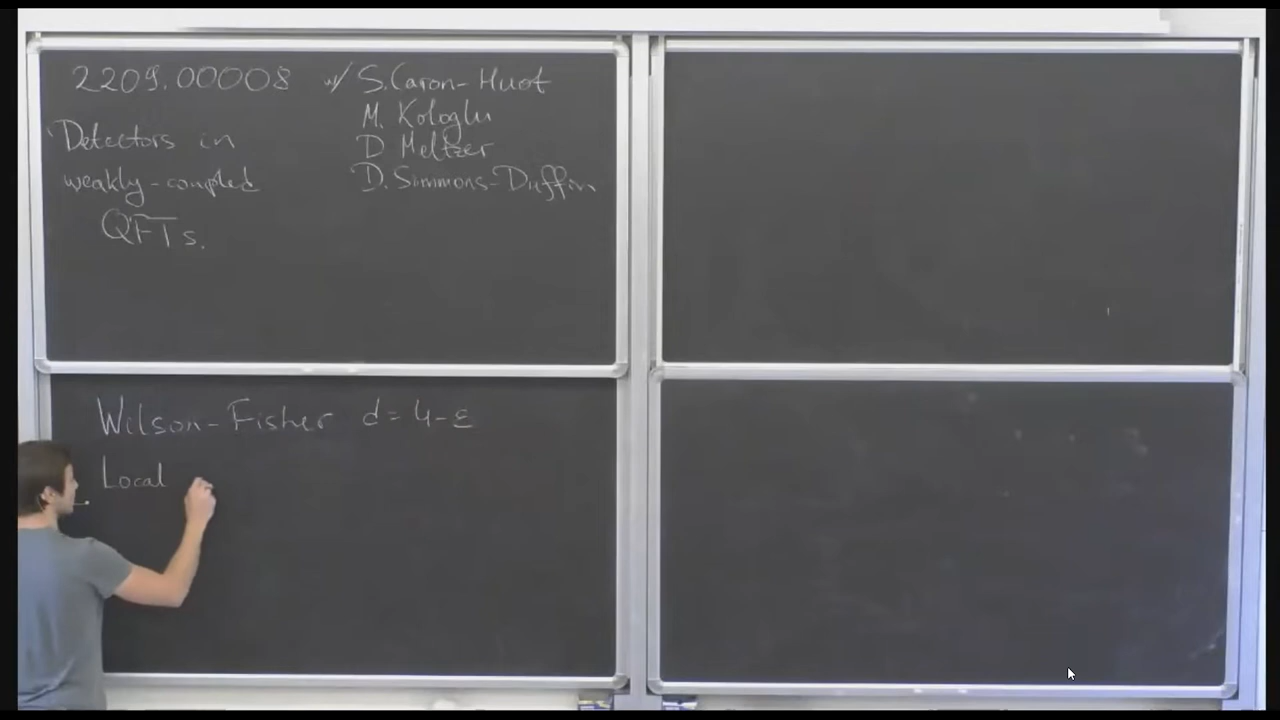 2209.00008 w/ S.Caron-Huot
M. Kologlu
Detectors in
D Meltzer
weakly-coupled
D. Simmons-Duffin
QFTs.
Wilson-Fisher d=4-ε
Local